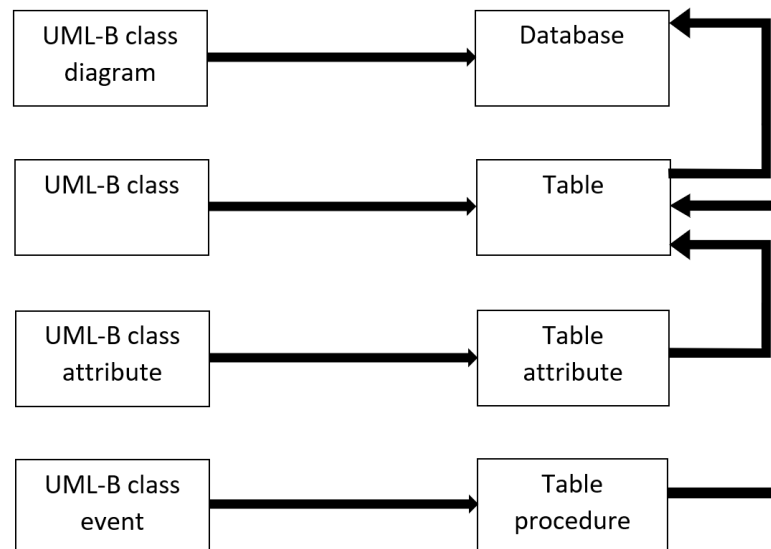 UML-B class
diagram
Database
UML-B class
Table
UML-B class
attribute
Table
attribute
UML-B class
event
Table
procedure